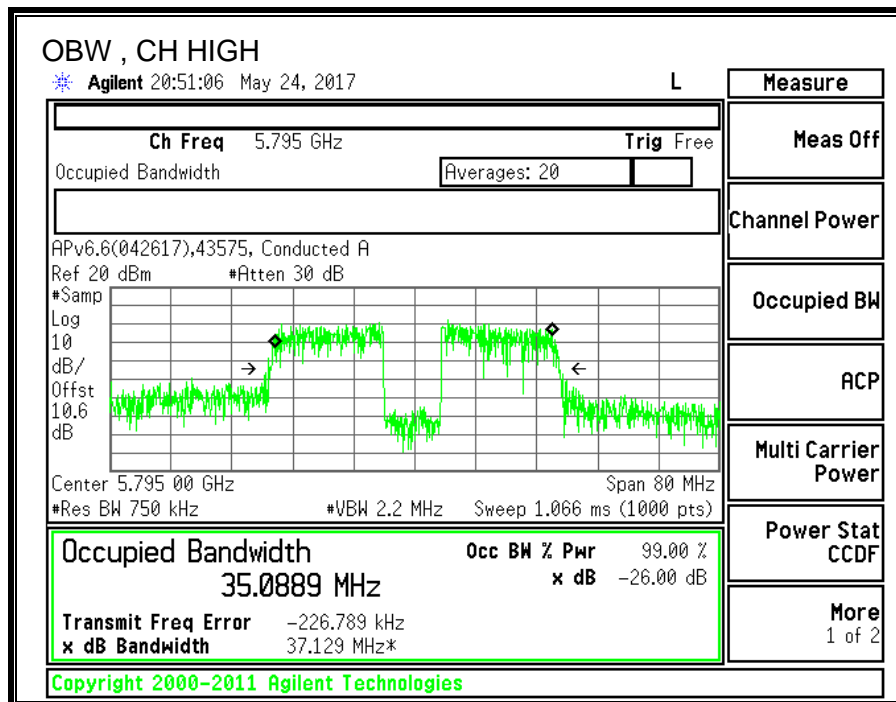 OBW , CH HIGH
Agilent 20:51:06 May 24, 2017 L
Measure
Ch Freq 5.795 GHz Trig Free
Meas Off
Occupied Bandwidth Averages: 20
Channel Power
APv6.6(042617),43575, Conducted A
Ref 20 dBm #Atten 30 dB
#Samp
Log
10
dB/
Offst
10.6
dB
Occupied BW
ACP
Multi Carrier
Power
Center 5.795 00 GHz Span 80 MHz
#Res BW 750 kHz #VBW 2.2 MHz Sweep 1.066 ms (1000 pts)
Power Stat
CCDF
Occupied Bandwidth Occ BW % Pwr 99.00 %
35.0889 MHz x dB -26.00 dB
Transmit Freq Error -226.789 kHz
x dB Bandwidth 37.129 MHz*
More
1 of 2
Copyright 2000-2011 Agilent Technologies